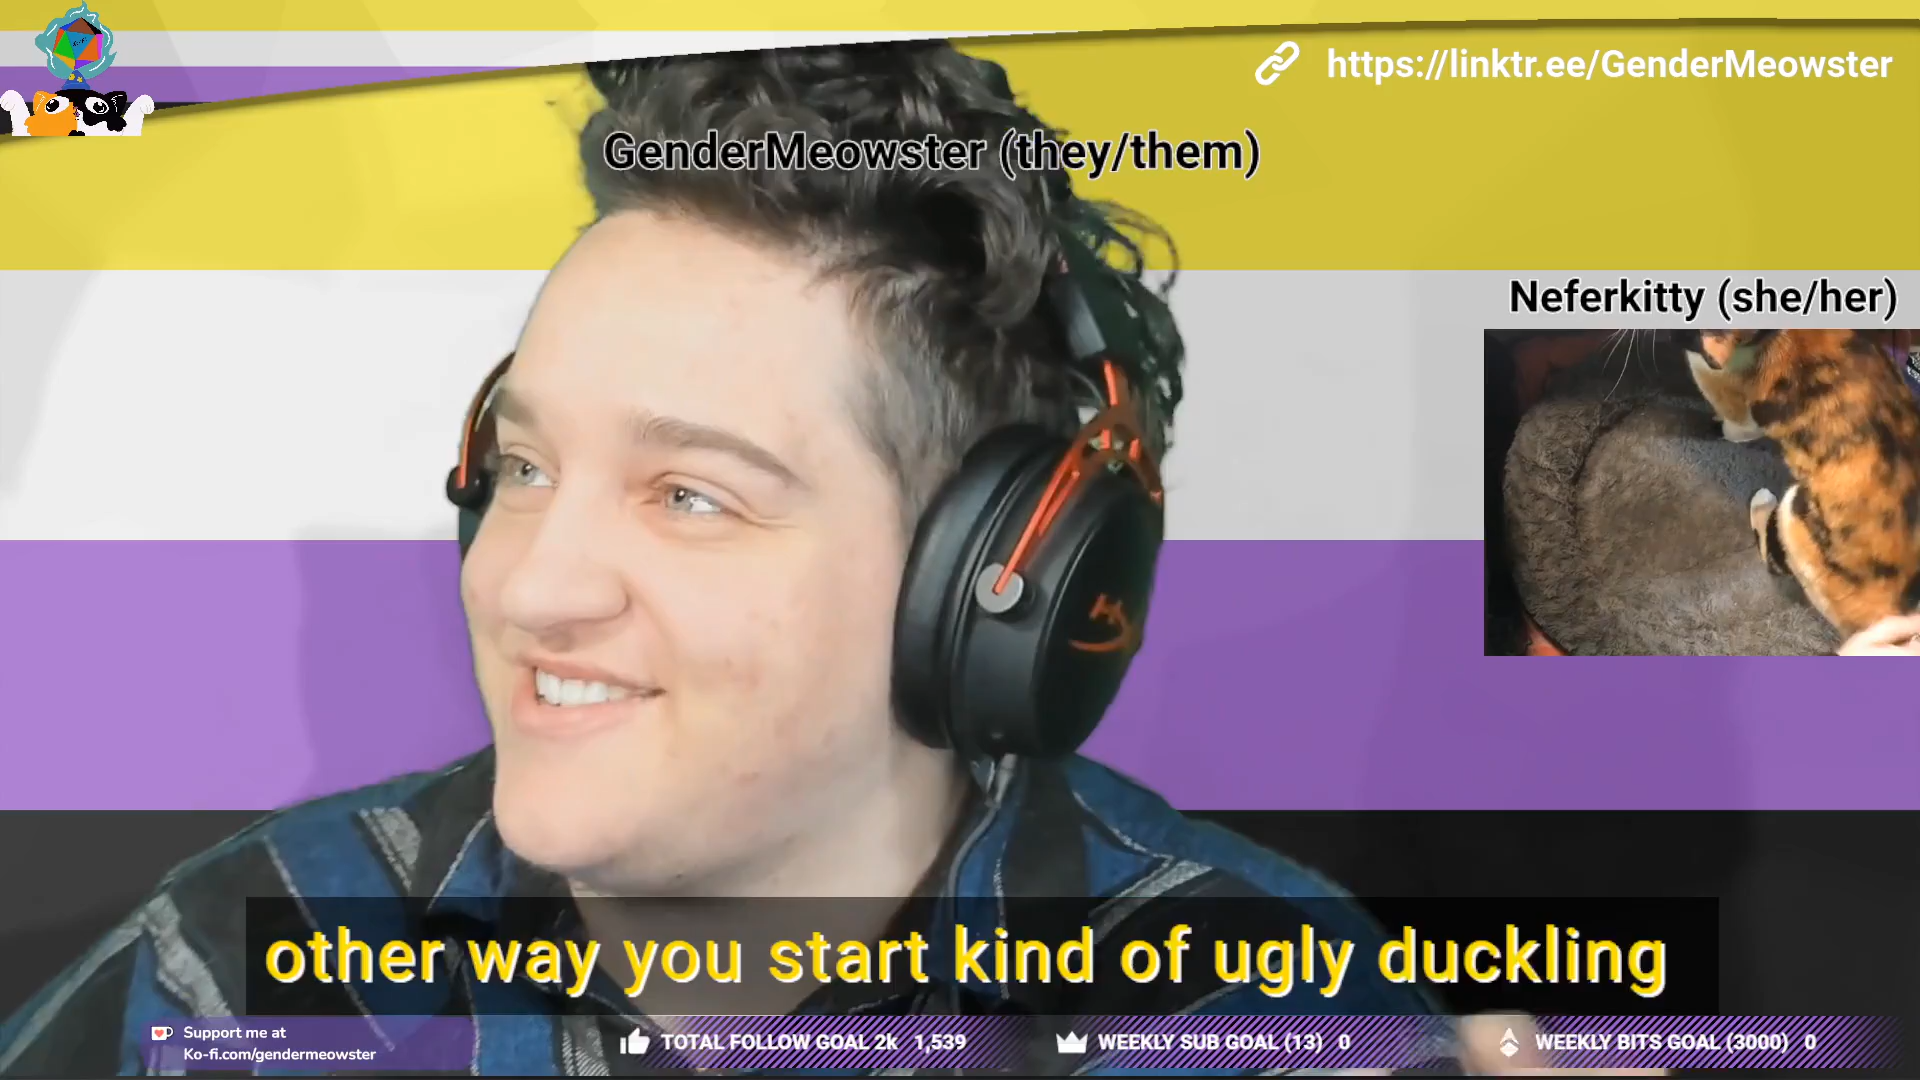 https://linktr.ee/GenderMeowster
GenderMeowster (they/them)
Neferkitty (she/her)
other way you start kind of ugly duckling
Support me at
Ko-fi.com/gendermeowster
TOTAL FOLLOW GOAL 2k 1,539
WEEKLY SUB GOAL (13) 0
WEEKLY BITS GOAL (3000) 0